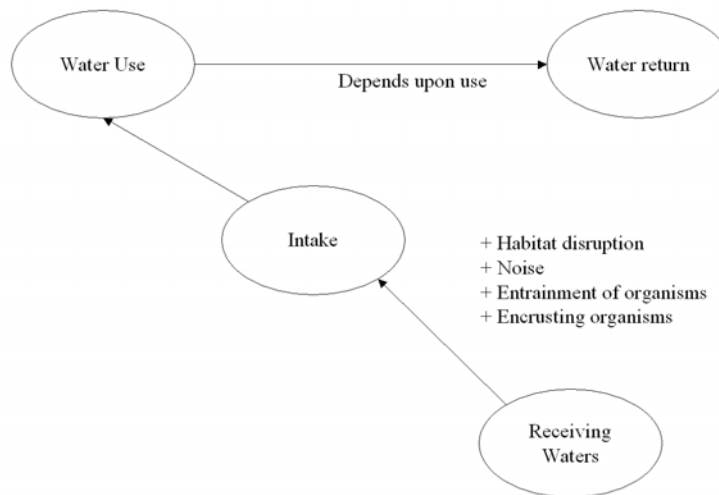 Water Use
Water return
Depends upon use
Intake
+ Habitat disruption
+ Noise
+ Entrainment of organisms
+ Encrusting organisms
Receiving
Waters